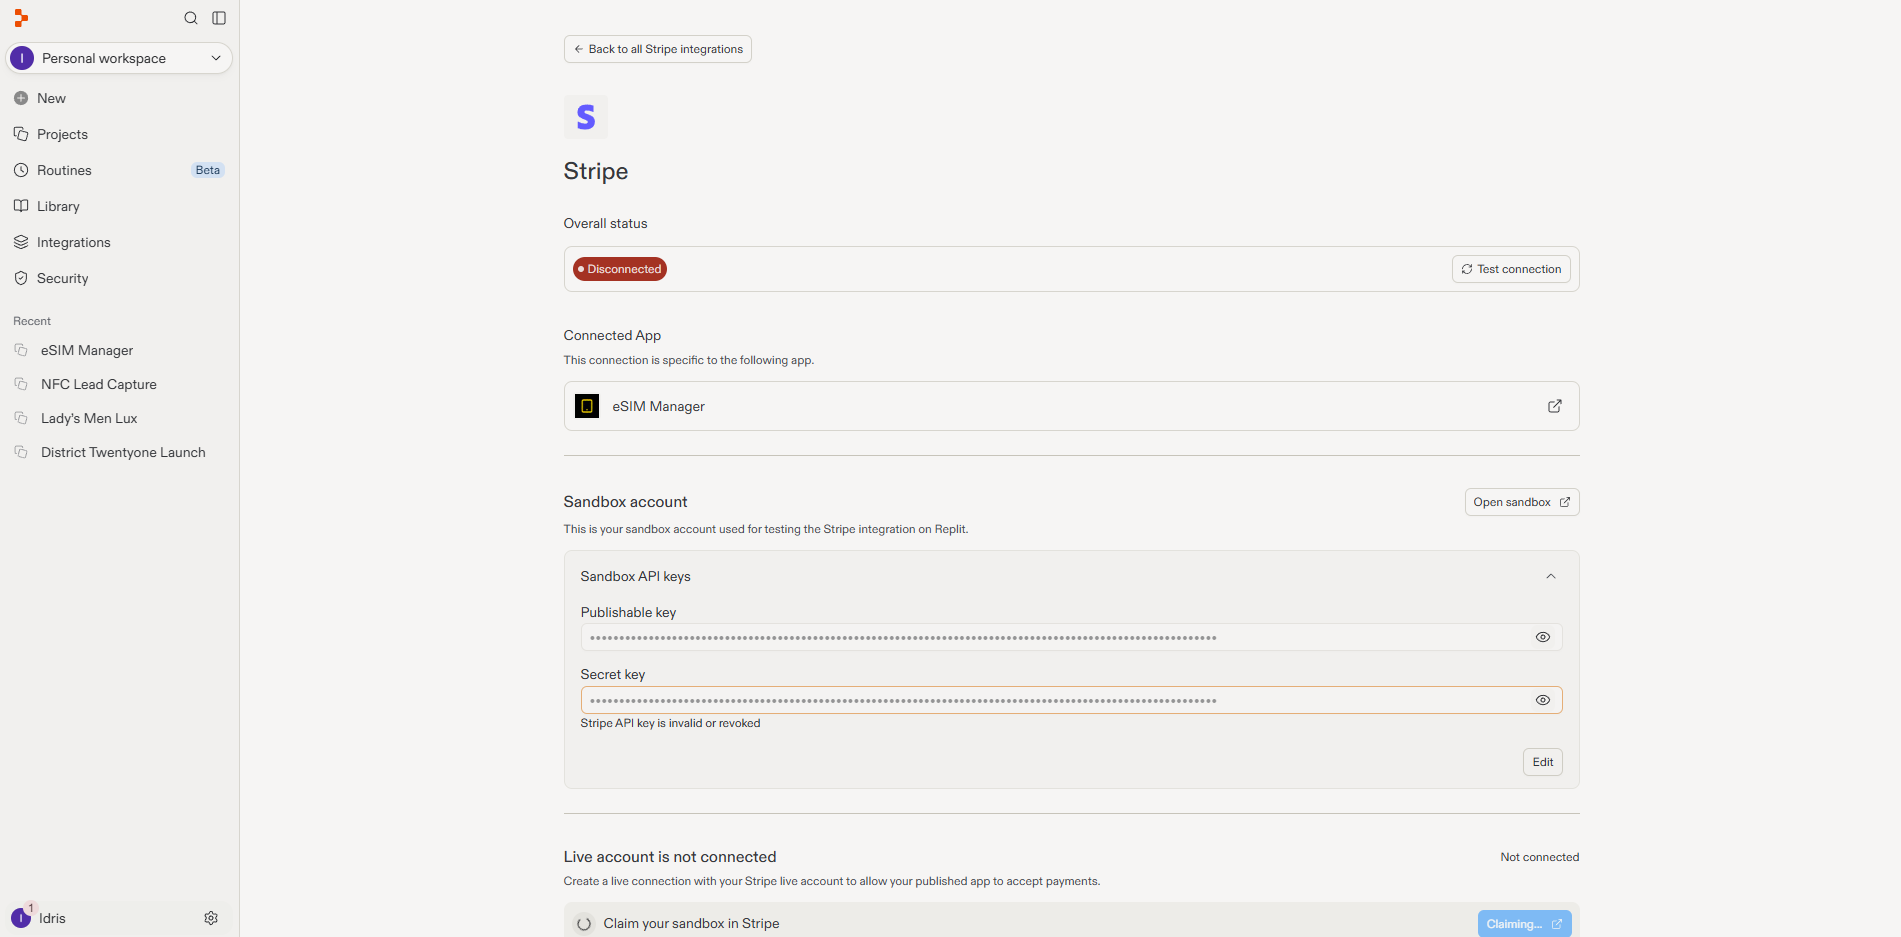 I
Personal workspace
New
Projects
Routines
Beta
Library
Integrations
Security
Recent
eSIM Manager
NFC Lead Capture
Lady's Men Lux
District Twentyone Launch
I
1
Idris
Back to all Stripe integrations
S
Stripe
Overall status
Disconnected
Test connection
Connected App
This connection is specific to the following app.
eSIM Manager
Sandbox account
Open sandbox
This is your sandbox account used for testing the Stripe integration on Replit.
Sandbox API keys
Publishable key
Secret key
Stripe API key is invalid or revoked
Edit
Live account is not connected
Not connected
Create a live connection with your Stripe live account to allow your published app to accept payments.
Claim your sandbox in Stripe
Claiming...